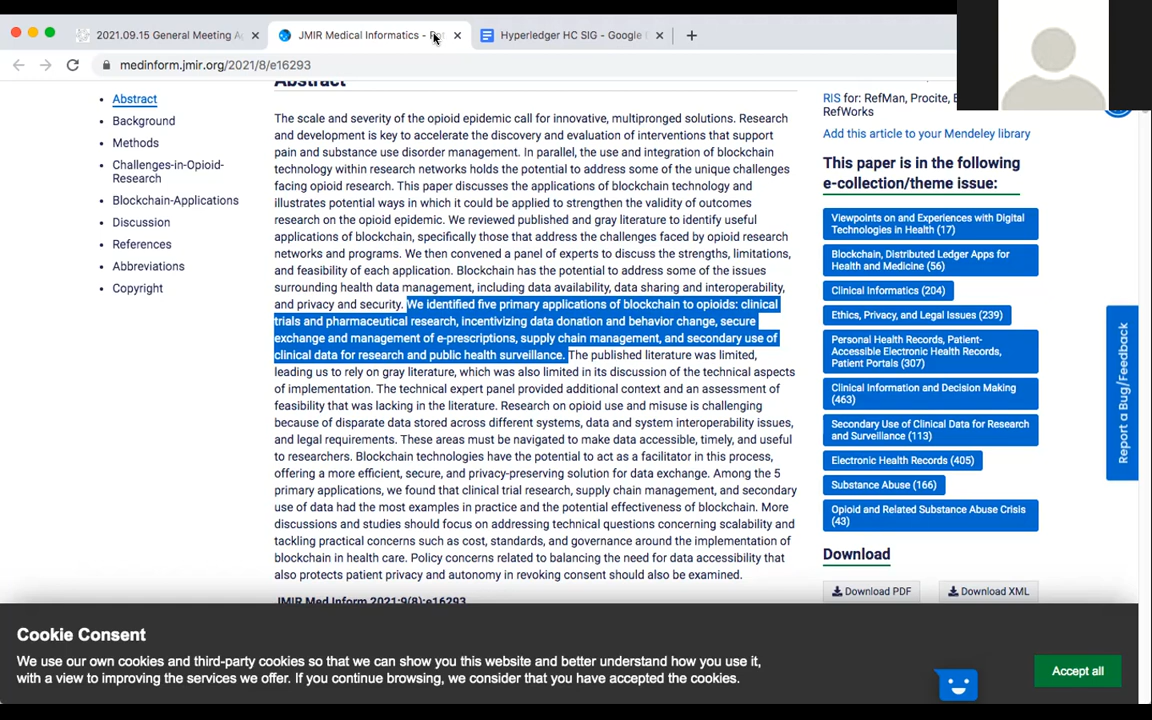 2021.09.15 General Meeting A
JMIR Medical Informatics -
Hyperledger HC SIG - Google
medinform.jmir.org/2021/8/e16293
Abstract
Background
Methods
Challenges-in-Opioid-
Research
Blockchain-Applications
Discussion
References
Abbreviations
Copyright
Abstract
The scale and severity of the opioid epidemic call for innovative, multipronged solutions. Research
and development is key to accelerate the discovery and evaluation of interventions that support
pain and substance use disorder management. In parallel, the use and integration of blockchain
technology within research networks holds the potential to address some of the unique challenges
facing opioid research. This paper discusses the applications of blockchain technology and
illustrates potential ways in which it could be applied to strengthen the validity of outcomes
research on the opioid epidemic. We reviewed published and gray literature to identify useful
applications of blockchain, specifically those that address the challenges faced by opioid research
networks and programs. We then convened a panel of experts to discuss the strengths, limitations,
and feasibility of each application. Blockchain has the potential to address some of the issues
surrounding health data management, including data availability, data sharing and interoperability,
and privacy and security. We identified five primary applications of blockchain to opioids: clinical
trials and pharmaceutical research, incentivizing data donation and behavior change, secure
exchange and management of e-prescriptions, supply chain management, and secondary use of
clinical data for research and public health surveillance. The published literature was limited,
leading us to rely on gray literature, which was also limited in its discussion of the technical aspects
of implementation. The technical expert panel provided additional context and an assessment of
feasibility that was lacking in the literature. Research on opioid use and misuse is challenging
because of disparate data stored across different systems, data and system interoperability issues,
and legal requirements. These areas must be navigated to make data accessible, timely, and useful
to researchers. Blockchain technologies have the potential to act as a facilitator in this process,
offering a more efficient, secure, and privacy-preserving solution for data exchange. Among the 5
primary applications, we found that clinical trial research, supply chain management, and secondary
use of data had the most examples in practice and the potential effectiveness of blockchain. More
discussions and studies should focus on addressing technical questions concerning scalability and
tackling practical concerns such as cost, standards, and governance around the implementation of
blockchain in health care. Policy concerns related to balancing the need for data accessibility that
also protects patient privacy and autonomy in revoking consent should also be examined.
JMIR Med Inform 2021;9(8):e16293
RIS for: RefMan, Procite,
RefWorks
Add this article to your Mendeley library
This paper is in the following
e-collection/theme issue:
Viewpoints on and Experiences with Digital
Technologies in Health (17)
Blockchain, Distributed Ledger Apps for
Health and Medicine (56)
Clinical Informatics (204)
Ethics, Privacy, and Legal Issues (239)
Personal Health Records, Patient-
Accessible Electronic Health Records,
Patient Portals (307)
Clinical Information and Decision Making
(463)
Secondary Use of Clinical Data for Research
and Surveillance (113)
Electronic Health Records (405)
Substance Abuse (166)
Opioid and Related Substance Abuse Crisis
(43)
Download
Download PDF
Download XML
Report a Bug/Feedback
Cookie Consent
We use our own cookies and third-party cookies so that we can show you this website and better understand how you use it,
with a view to improving the services we offer. If you continue browsing, we consider that you have accepted the cookies.
Accept all